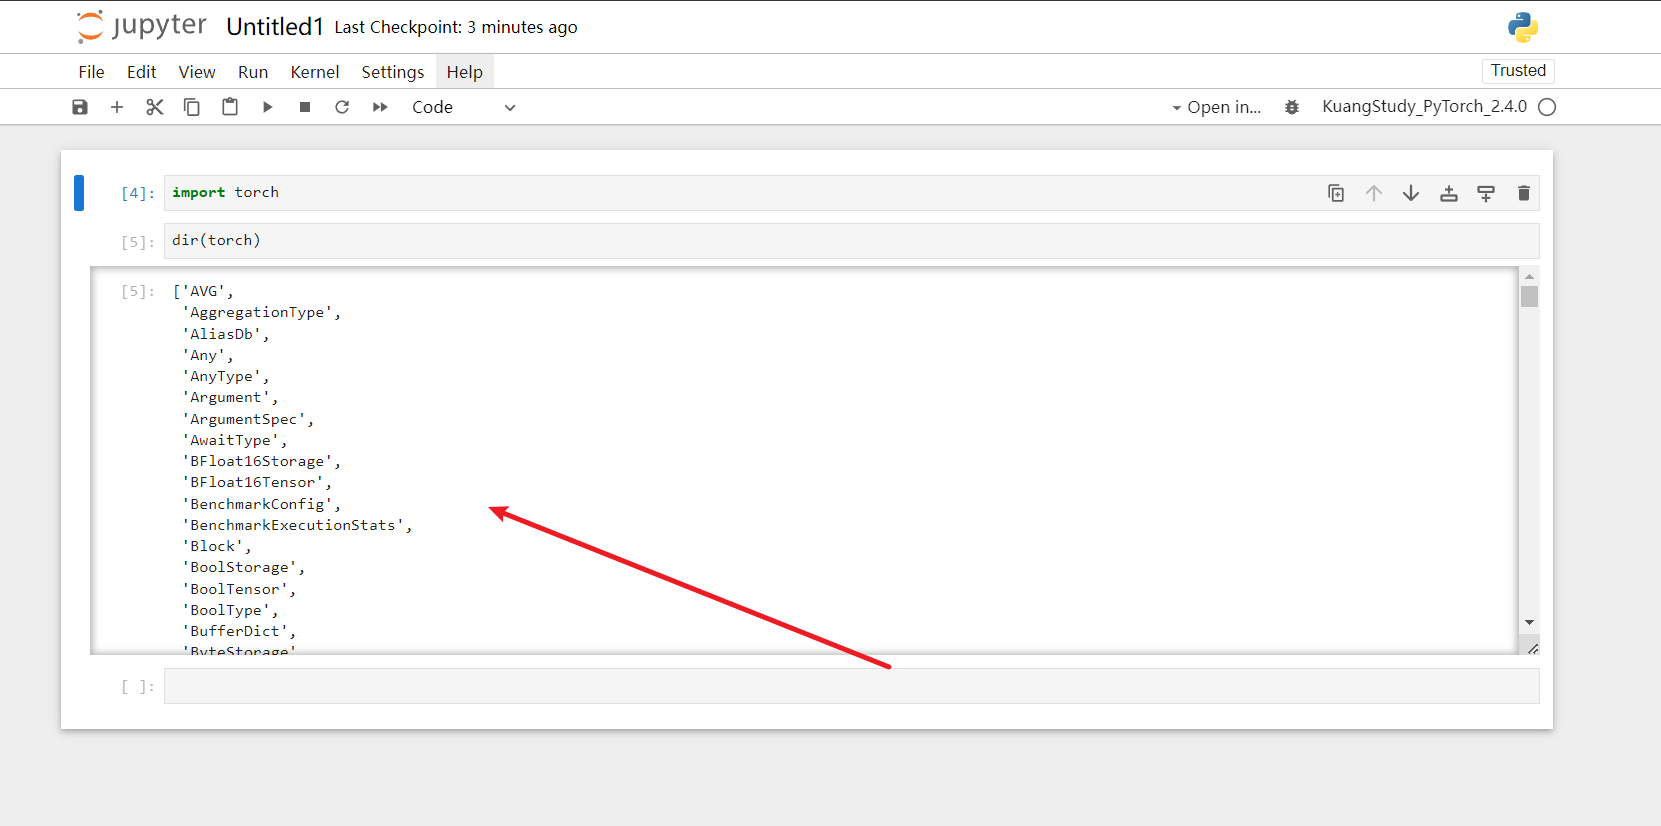 jupyter Untitled1 Last Checkpoint: 3 minutes ago
File Edit View Run Kernel Settings Help Trusted
Code Open in... KuangStudy_PyTorch_2.4.0
[4]: import torch
[5]: dir(torch)
[5]: ['AVG',
'AggregationType',
'AliasDb',
'Any',
'AnyType',
'Argument',
'ArgumentSpec',
'AwaitType',
'BFloat16Storage',
'BFloat16Tensor',
'BenchmarkConfig',
'BenchmarkExecutionStats',
'Block',
'BoolStorage',
'BoolTensor',
'BoolType',
'BufferDict',
'ByteStorage'
[ ]: